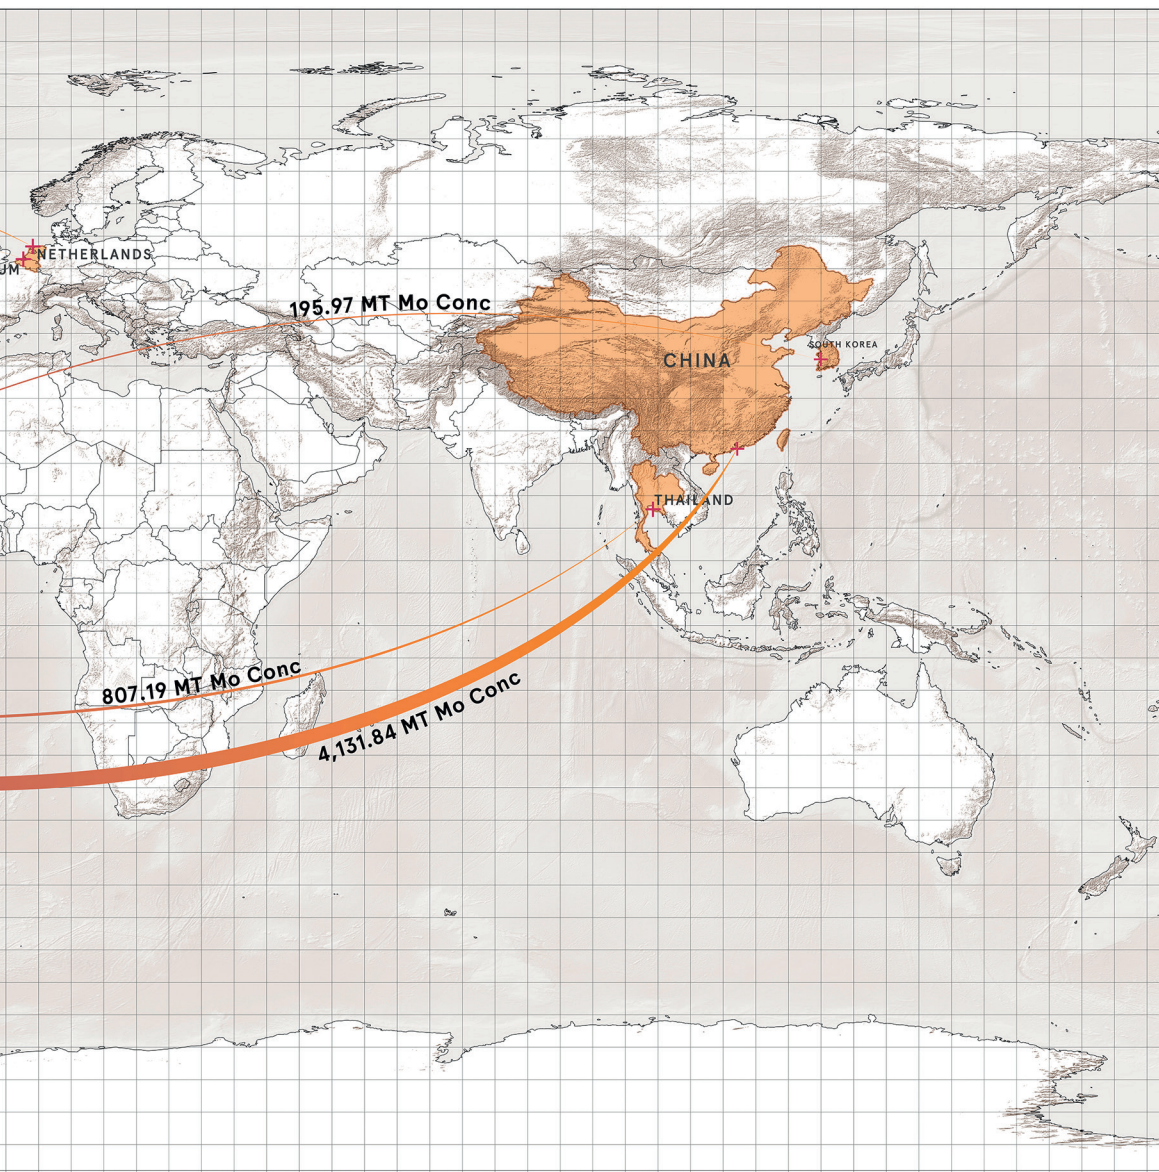 NETHERLANDS
UM
195.97 MT Mo Conc
SOUTH KOREA
CHINA
THAILAND
807.19 MT Mo Conc
4,131.84 MT Mo Conc